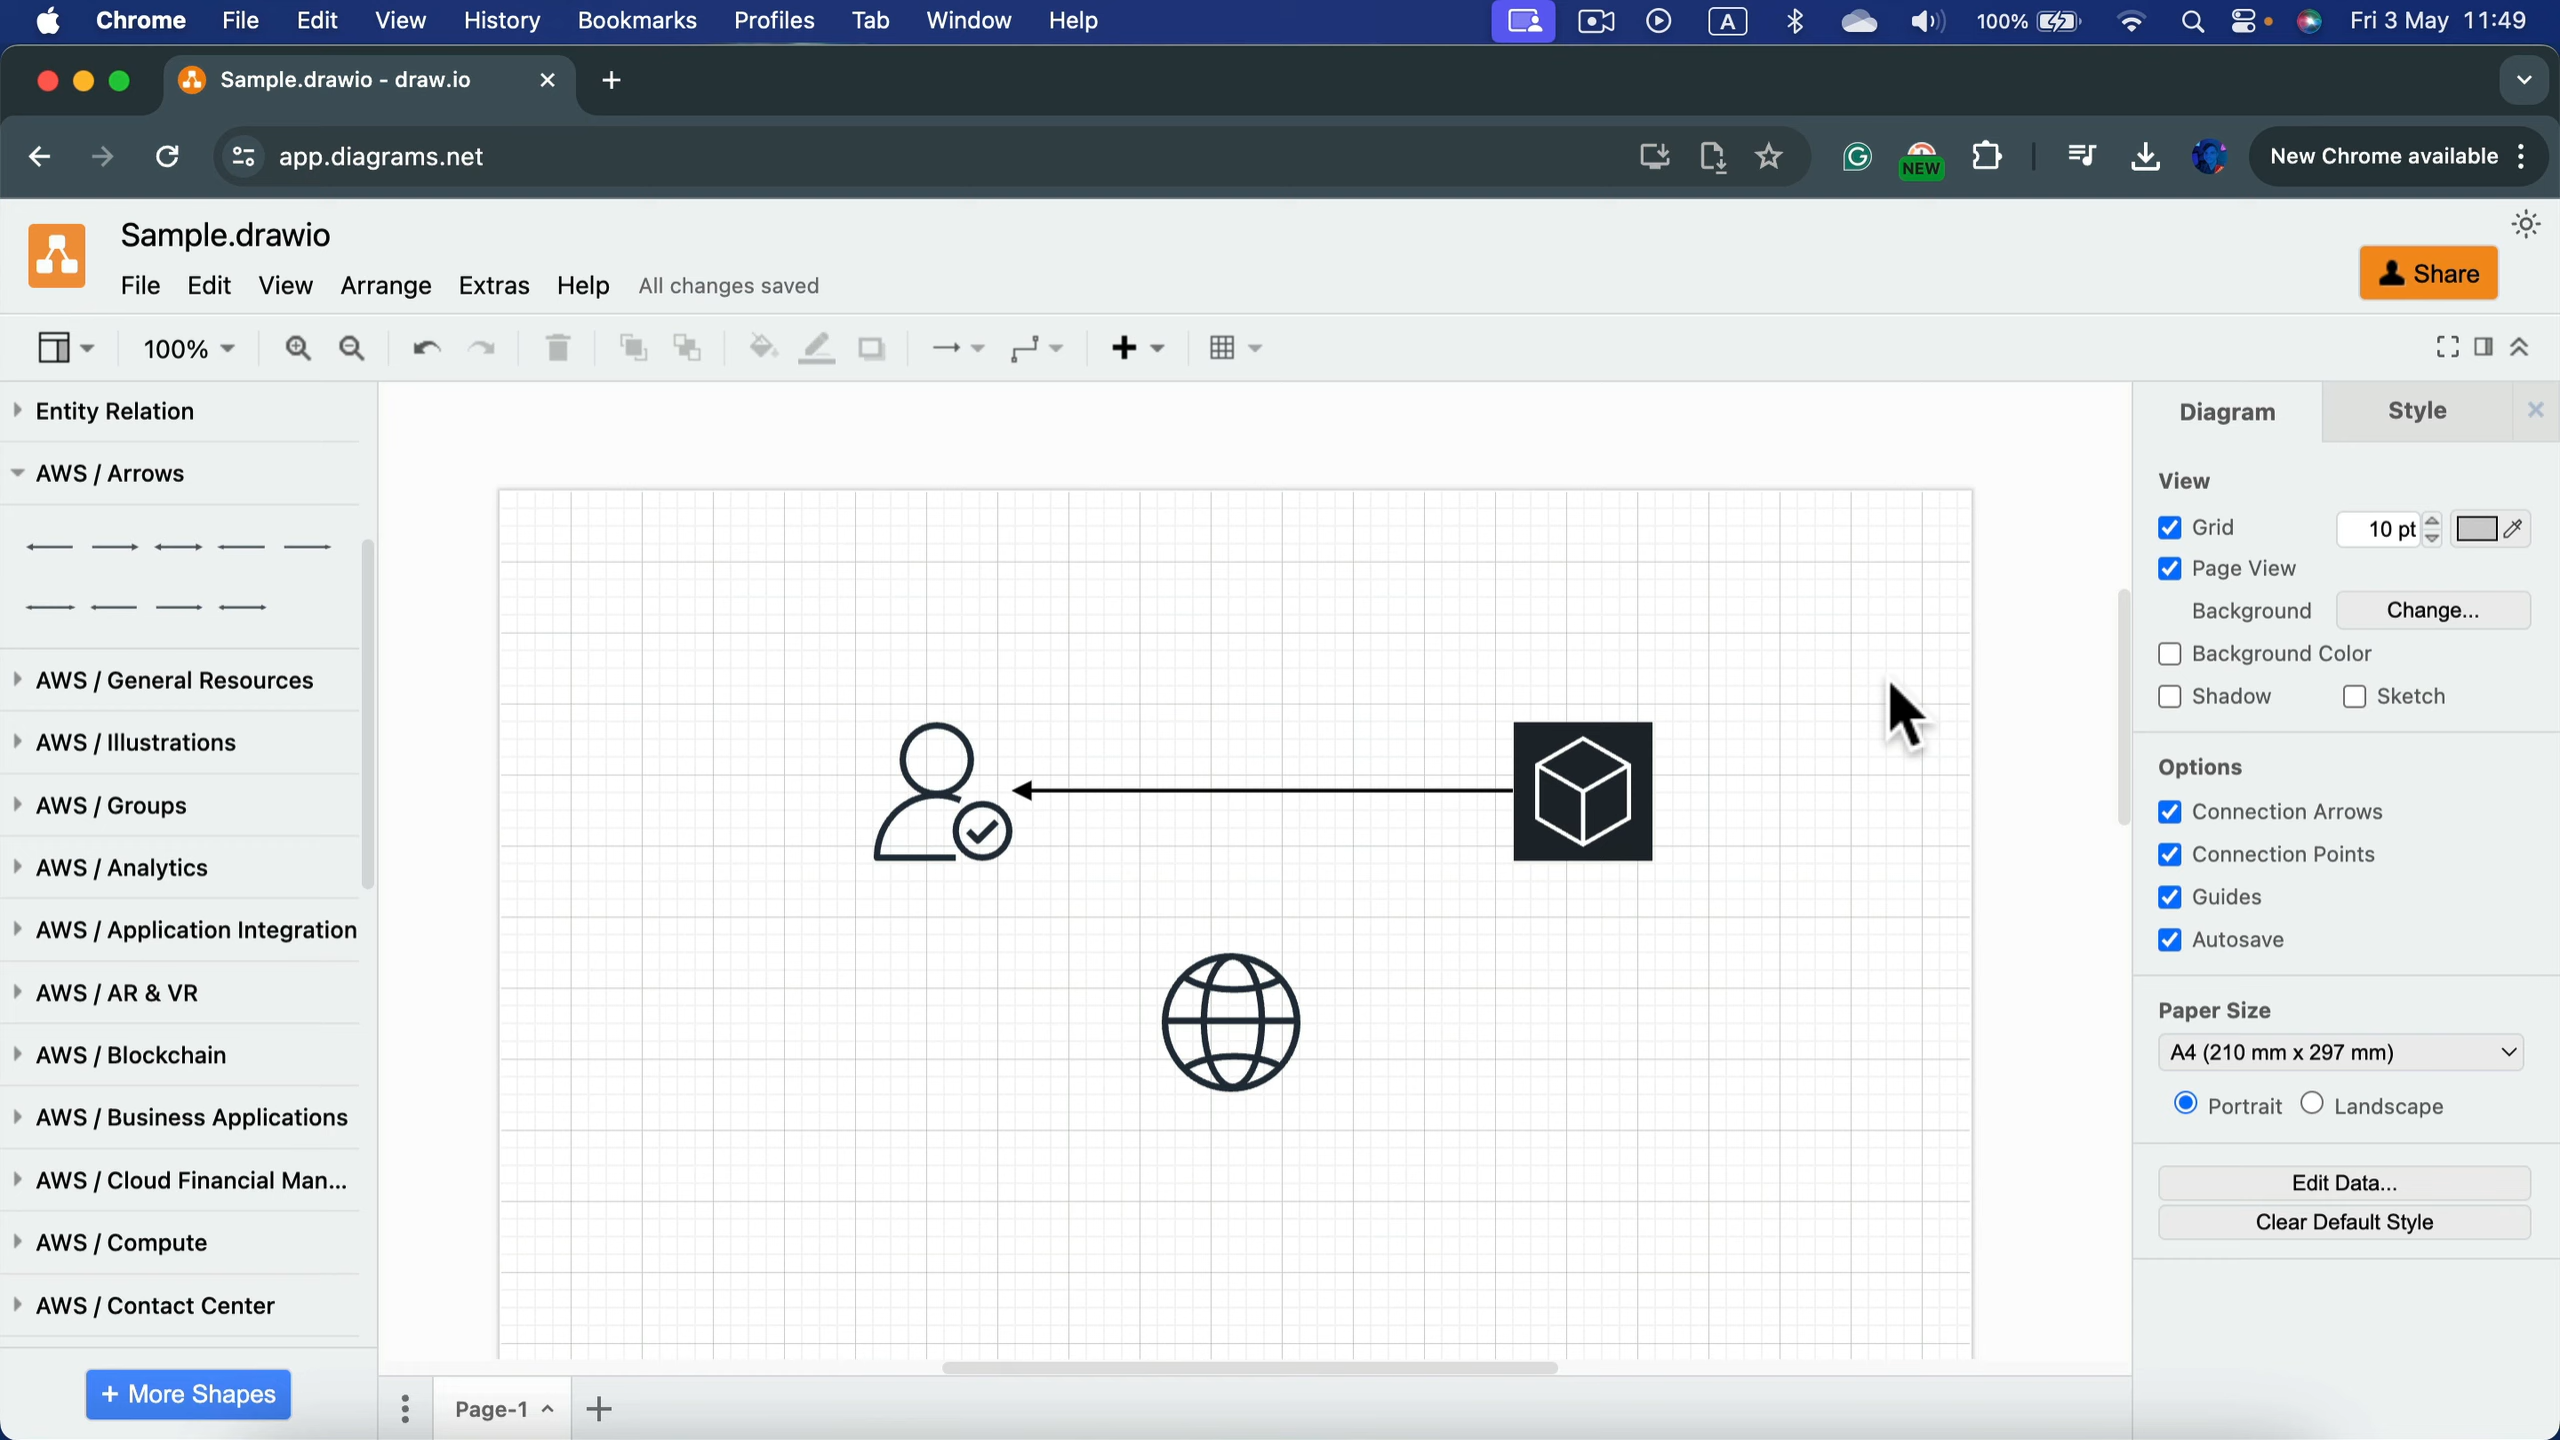 Chrome File Edit View History Bookmarks Profiles Tab Window Help A 100% Fri 3 May 11:49
Sample.drawio - draw.io
app.diagrams.net NEW New Chrome available
Sample.drawio
File Edit View Arrange Extras Help All changes saved
Share
100%
Entity Relation
AWS / Arrows
AWS / General Resources
AWS / Illustrations
AWS / Groups
AWS / Analytics
AWS / Application Integration
AWS / AR & VR
AWS / Blockchain
AWS / Business Applications
AWS / Cloud Financial Man...
AWS / Compute
AWS / Contact Center
+ More Shapes
Page-1
Diagram Style
View
Grid 10 pt
Page View
Background Change...
Background Color
Shadow Sketch
Options
Connection Arrows
Connection Points
Guides
Autosave
Paper Size
A4 (210 mm x 297 mm)
Portrait Landscape
Edit Data...
Clear Default Style